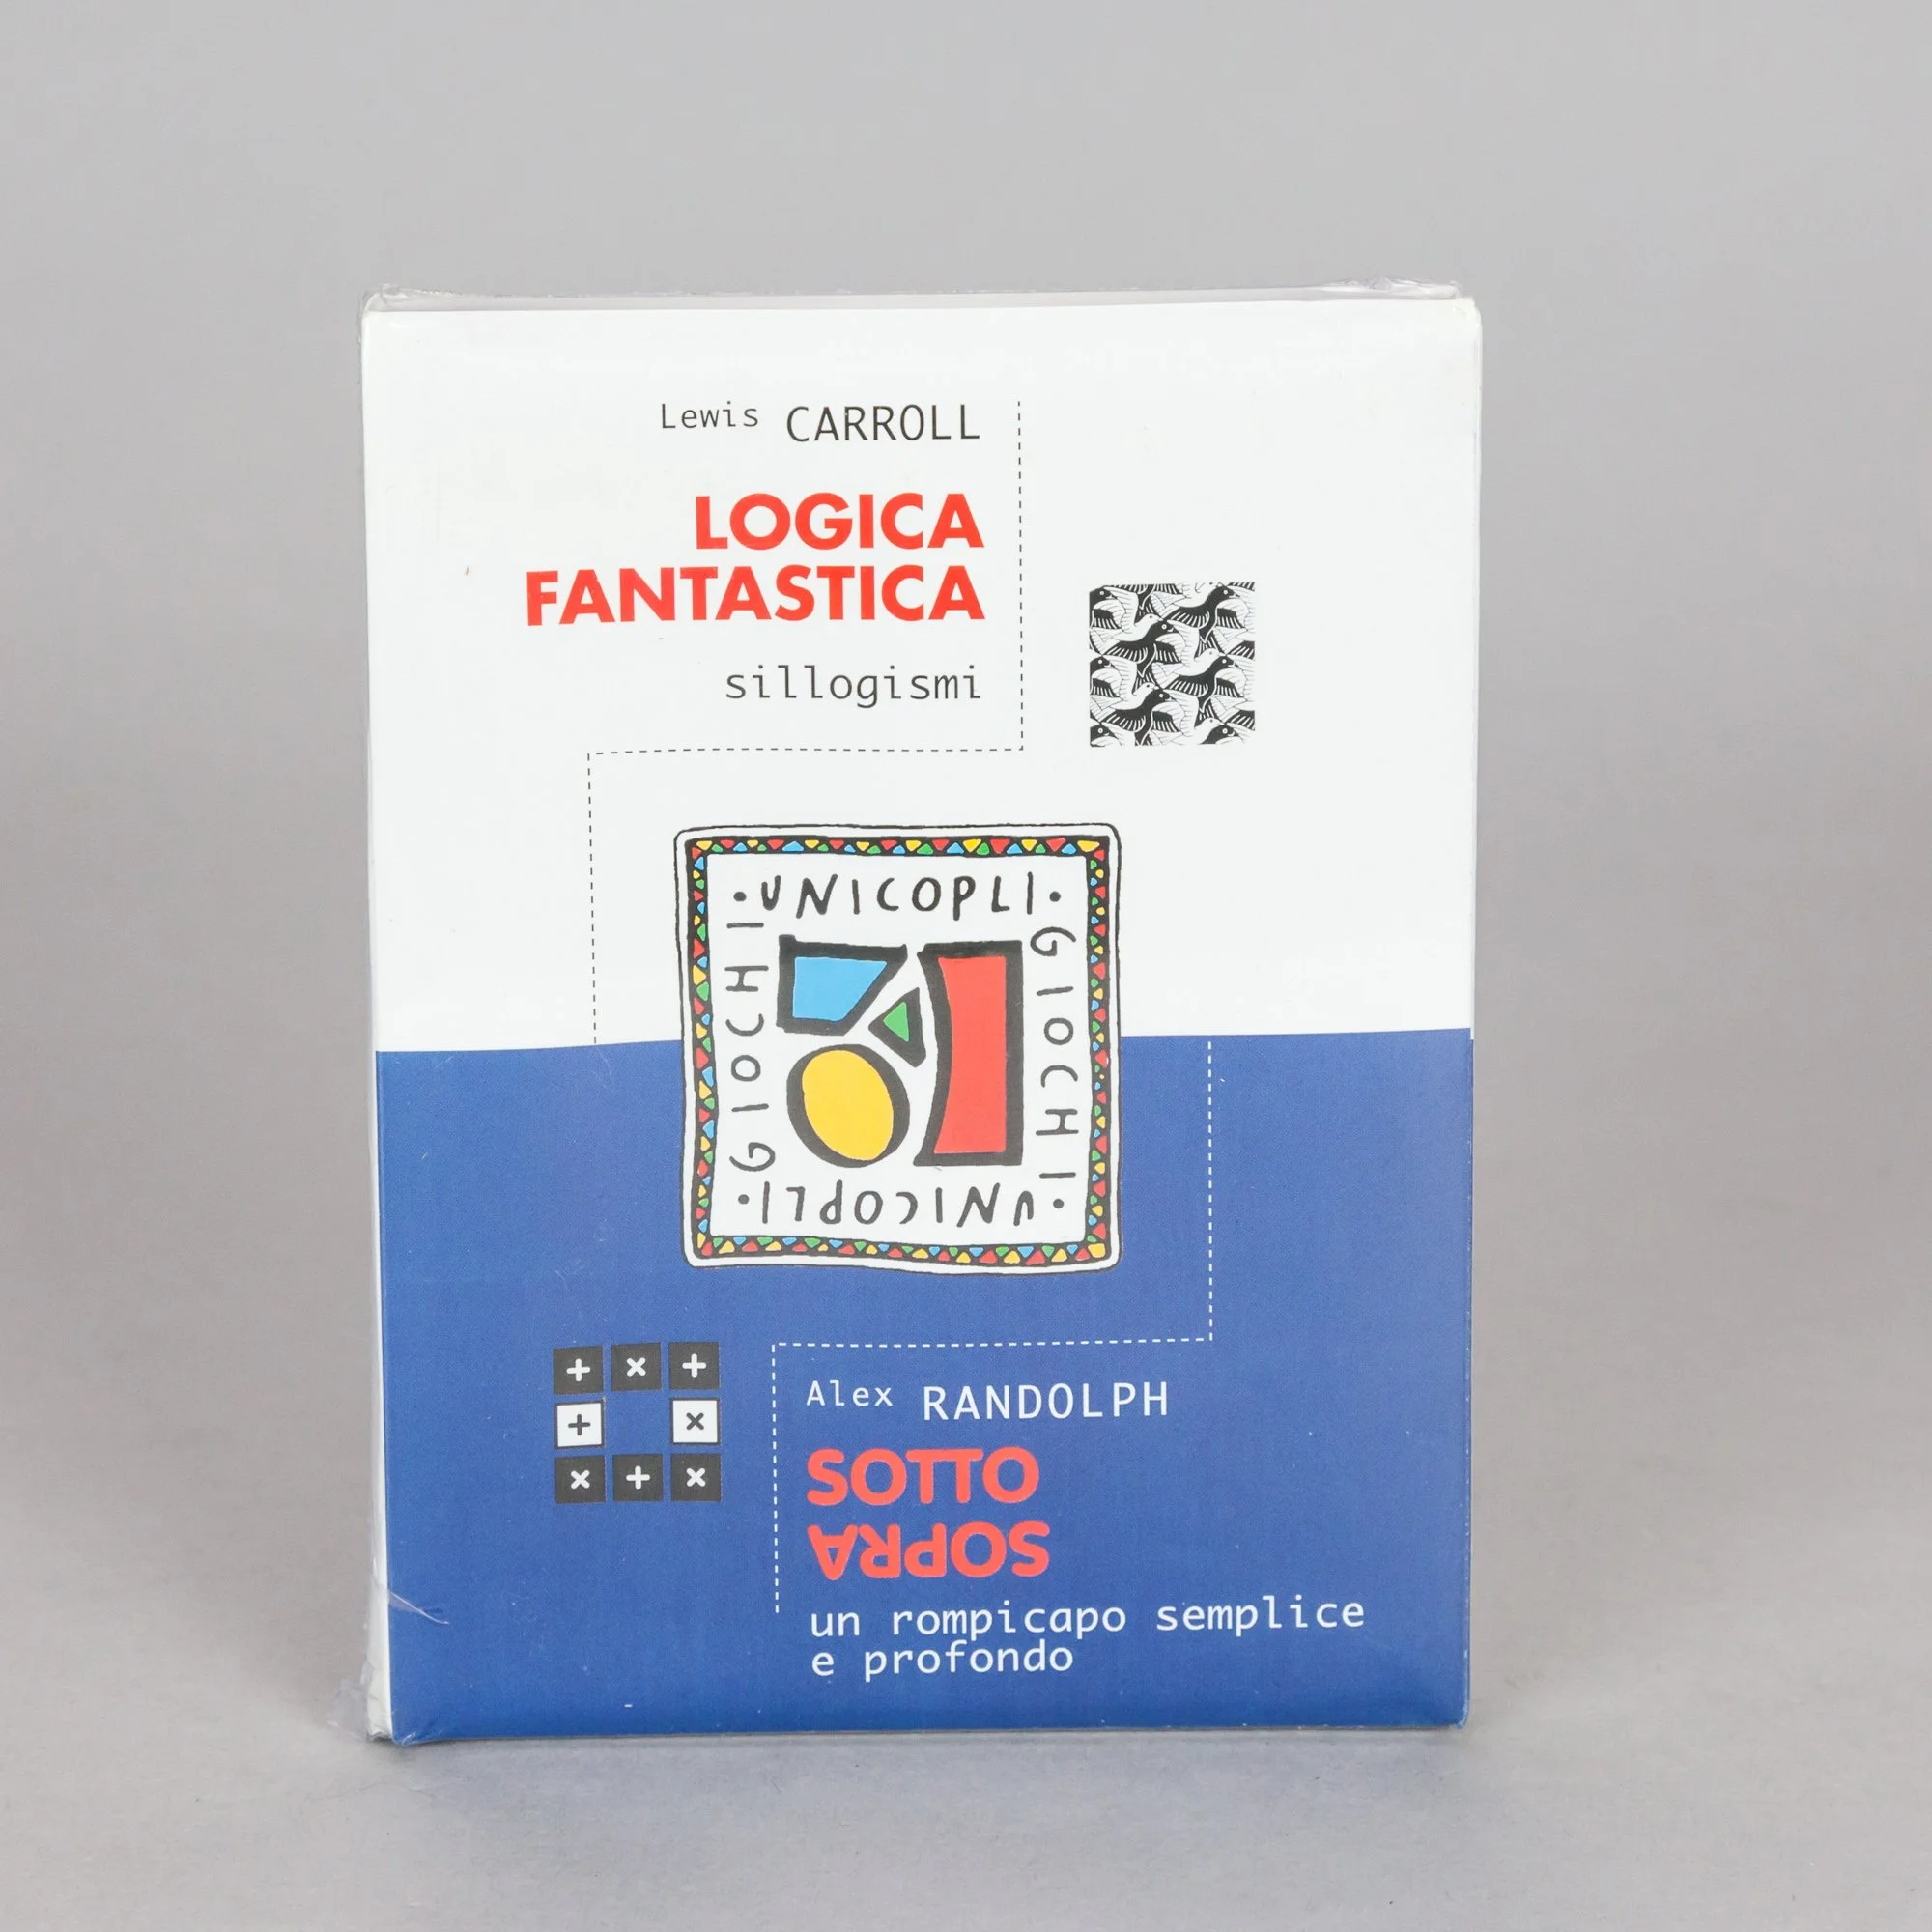 Lewis CARROLL
LOGICA
FANTASTICA
sillogismi
·UNICOPLI·
GIOCHI
GIOCHI
·UNICOPLI·
+ × +
+ ×
× + ×
Alex RANDOLPH
SOPRA
SOTTO
un rompicapo semplice
e profondo